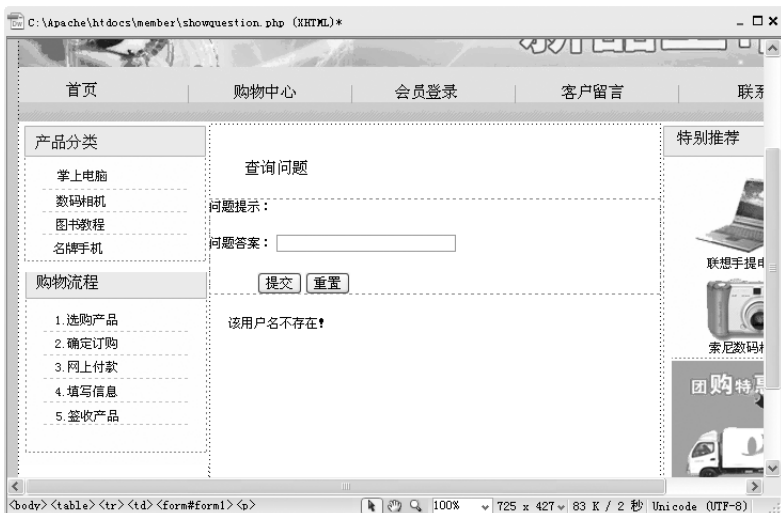 C:\Apache\htdocs\member\showquestion.php (XHTML)*
首页 购物中心 会员登录 客户留言
产品分类
掌上电脑
数码相机
图书教程
名牌手机
购物流程
1.选购产品
2.确定订购
3.网上付款
4.填写信息
5.签收产品
查询问题
问题提示：
问题答案：
提交 重置
该用户名不存在!
特别推荐
联想手提电
索尼数码相
团购特惠
<body> <table> <tr> <td> <form#form1> <p>
100% 725 x 427 83 K / 2 秒 Unicode (UTF-8)